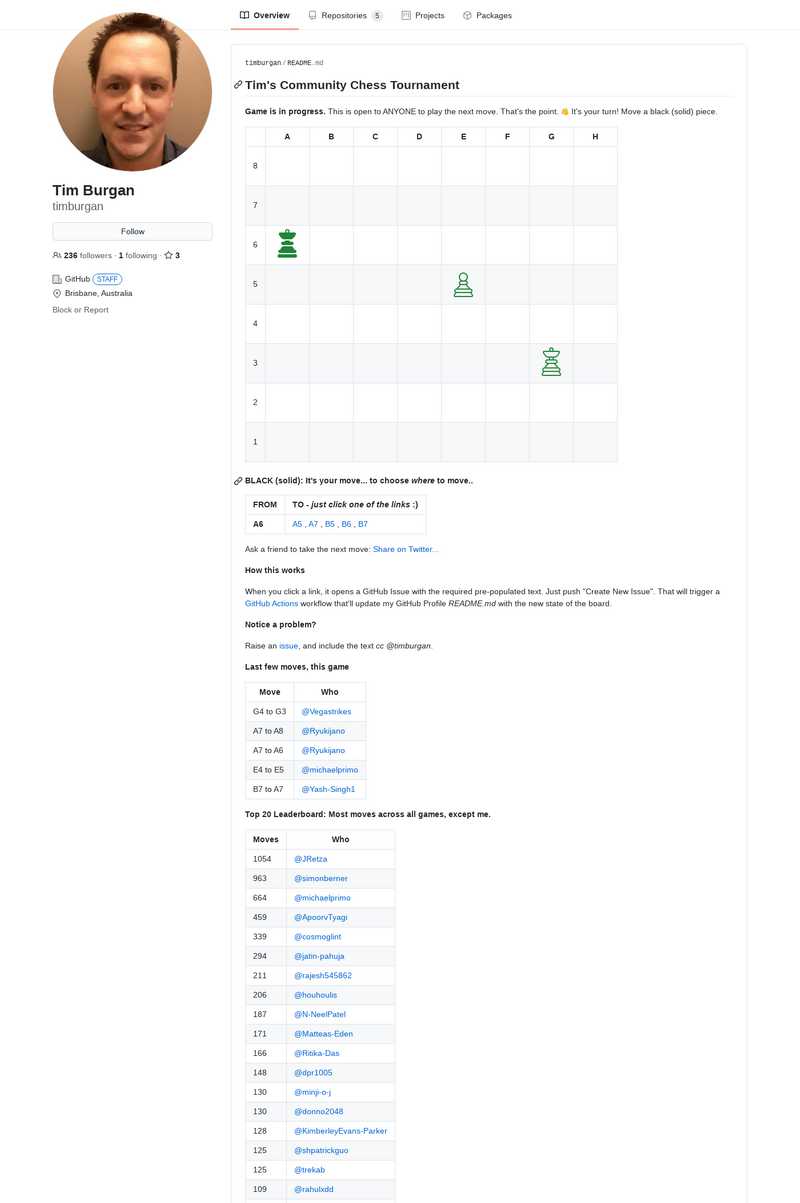 Overview Repositories 5 Projects Packages
Tim Burgan
timburgan
Follow
236 followers · 1 following · 3
GitHub STAFF
Brisbane, Australia
Block or Report
timburgan / README.md
Tim's Community Chess Tournament
Game is in progress. This is open to ANYONE to play the next move. That's the point. 👋 It's your turn! Move a black (solid) piece.
A B C D E F G H
8
7
6
5
4
3
2
1
BLACK (solid): It's your move... to choose where to move..
FROM TO - just click one of the links :)
A6 A5 , A7 , B5 , B6 , B7
Ask a friend to take the next move: Share on Twitter...
How this works
When you click a link, it opens a GitHub Issue with the required pre-populated text. Just push "Create New Issue". That will trigger a
GitHub Actions workflow that'll update my GitHub Profile README.md with the new state of the board.
Notice a problem?
Raise an issue, and include the text cc @timburgan.
Last few moves, this game
Move Who
G4 to G3 @Vegastrikes
A7 to A8 @Ryukijano
A7 to A6 @Ryukijano
E4 to E5 @michaelprimo
B7 to A7 @Yash-Singh1
Top 20 Leaderboard: Most moves across all games, except me.
Moves Who
1054 @JRetza
963 @simonberner
664 @michaelprimo
459 @ApoorvTyagi
339 @cosmoglint
294 @jatin-pahuja
211 @rajesh545862
206 @houhoulis
187 @N-NeelPatel
171 @Matteas-Eden
166 @Ritika-Das
148 @dpr1005
130 @minji-o-j
130 @donno2048
128 @KimberleyEvans-Parker
125 @shpatrickguo
125 @trekab
109 @rahulxdd